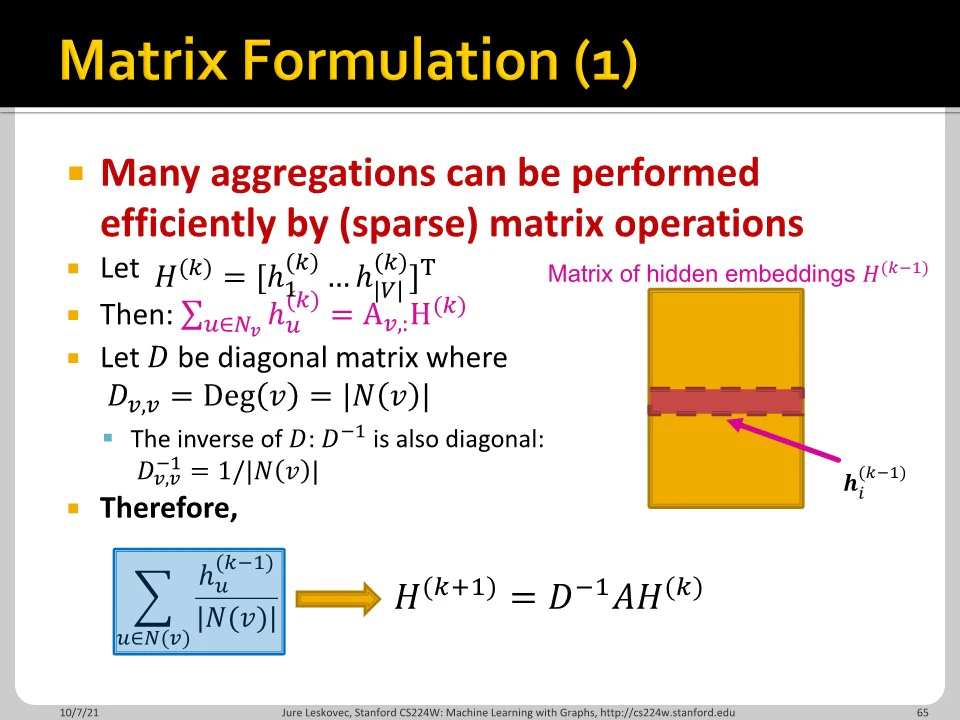 Matrix Formulation (1)
Many aggregations can be performed
efficiently by (sparse) matrix operations
Let H^(k) = [h_1^(k) … h_|V|^(k)]^T
Matrix of hidden embeddings H^(k−1)
Then: ∑_{u∈N_v} h_u^(k) = A_{v,:}H^(k)
Let D be diagonal matrix where
D_{v,v} = Deg(v) = |N(v)|
The inverse of D: D^−1 is also diagonal:
D_{v,v}^−1 = 1/|N(v)|
h_i^(k−1)
Therefore,
∑_{u∈N(v)} h_u^(k−1) / |N(v)|
H^(k+1) = D^−1 AH^(k)
10/7/21
Jure Leskovec, Stanford CS224W: Machine Learning with Graphs, http://cs224w.stanford.edu
65